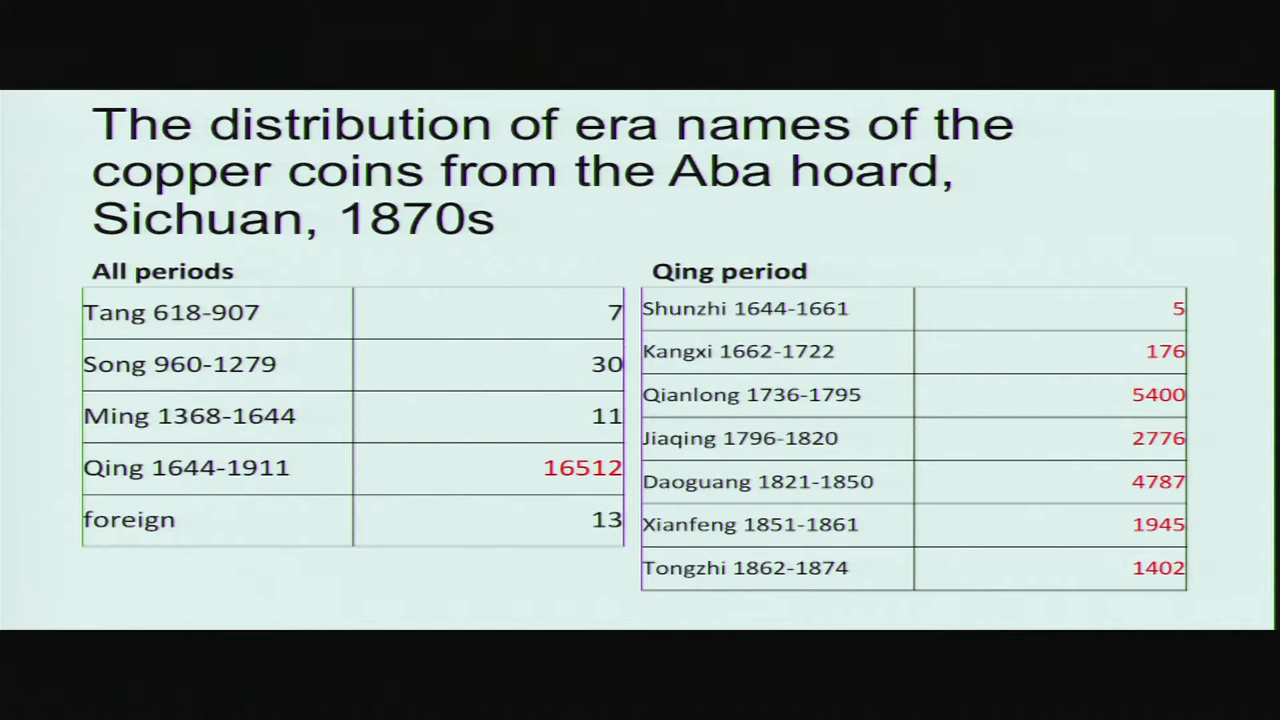 The distribution of era names of the
copper coins from the Aba hoard,
Sichuan, 1870s
All periods
Tang 618-907 7
Song 960-1279 30
Ming 1368-1644 11
Qing 1644-1911 16512
foreign 13
Qing period
Shunzhi 1644-1661 5
Kangxi 1662-1722 176
Qianlong 1736-1795 5400
Jiaqing 1796-1820 2776
Daoguang 1821-1850 4787
Xianfeng 1851-1861 1945
Tongzhi 1862-1874 1402